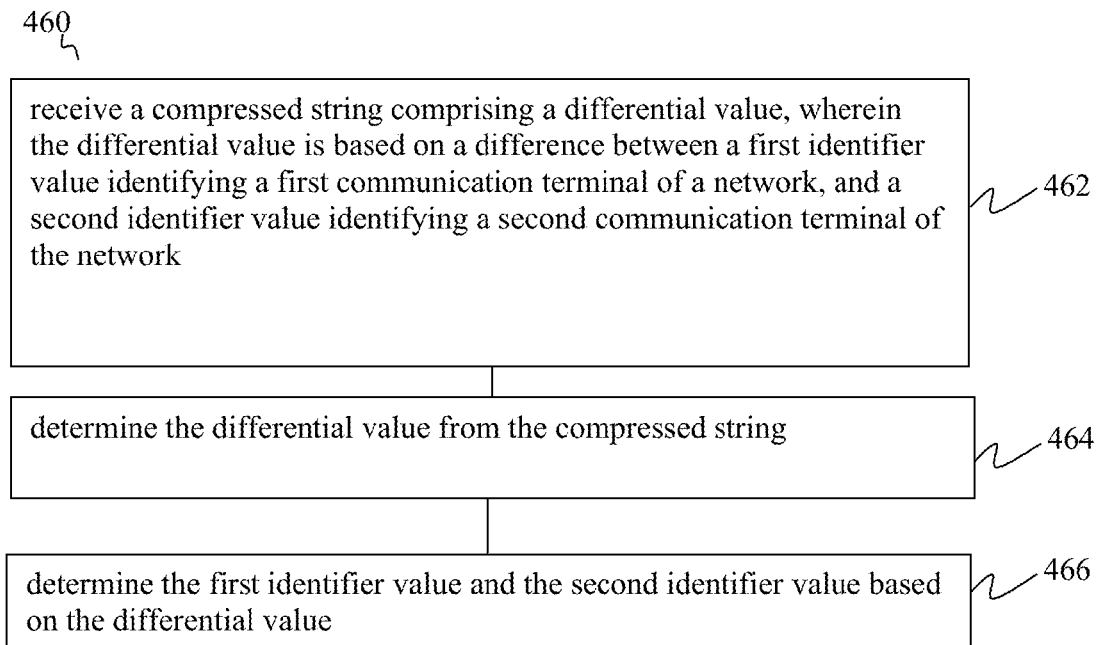 460
receive a compressed string comprising a differential value, wherein
the differential value is based on a difference between a first identifier
value identifying a first communication terminal of a network, and a
second identifier value identifying a second communication terminal of
the network
462
determine the differential value from the compressed string
464
determine the first identifier value and the second identifier value based
on the differential value
466